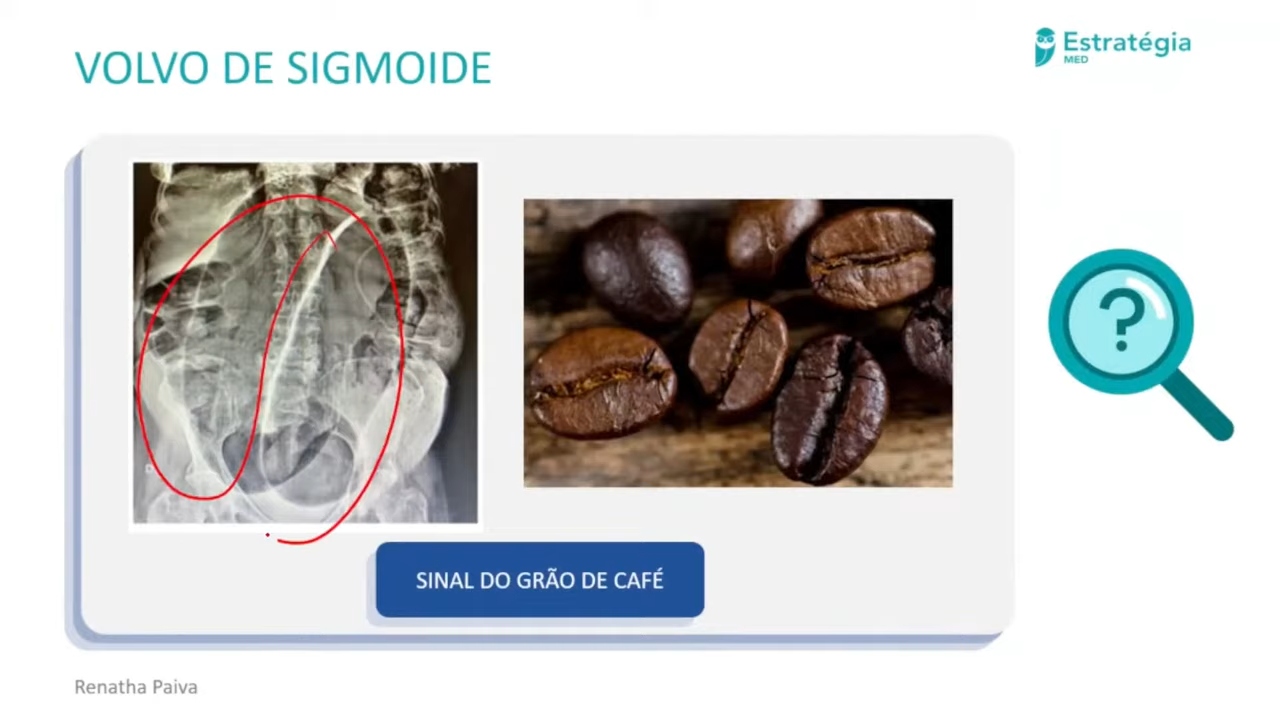 VOLVO DE SIGMOIDE
Estratégia
MED
?
SINAL DO GRÃO DE CAFÉ
Renatha Paiva